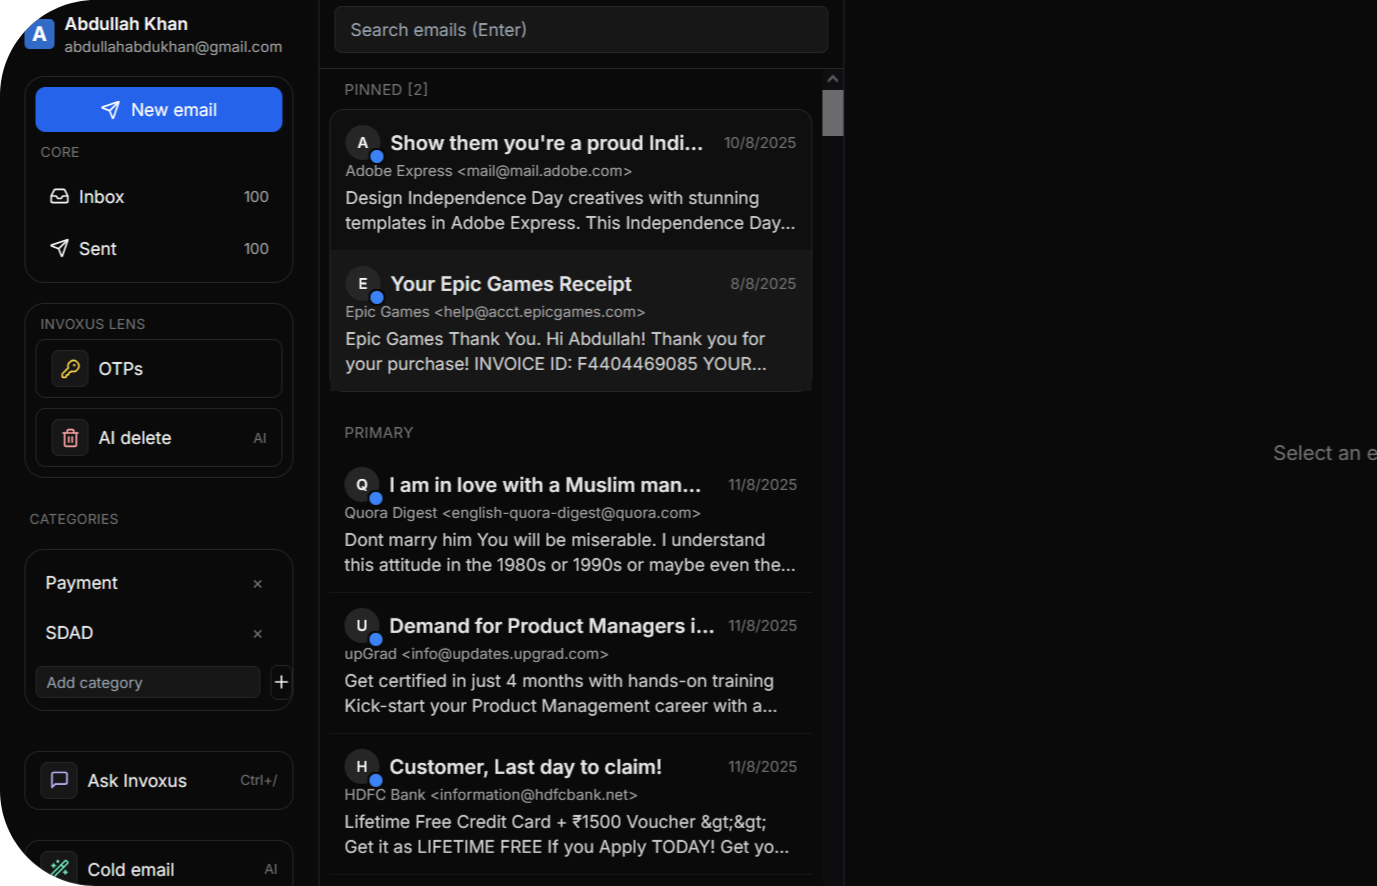 A
Abdullah Khan
abdullahabdukhan@gmail.com
New email
CORE
Inbox 100
Sent 100
INVOXUS LENS
OTPs
AI delete AI
CATEGORIES
Payment ×
SDAD ×
Add category +
Ask Invoxus Ctrl+/
Cold email AI
Search emails (Enter)
PINNED [2]
A Show them you're a proud Indi... 10/8/2025
Adobe Express <mail@mail.adobe.com>
Design Independence Day creatives with stunning
templates in Adobe Express. This Independence Day...
E Your Epic Games Receipt 8/8/2025
Epic Games <help@acct.epicgames.com>
Epic Games Thank You. Hi Abdullah! Thank you for
your purchase! INVOICE ID: F4404469085 YOUR...
PRIMARY
Q I am in love with a Muslim man... 11/8/2025
Quora Digest <english-quora-digest@quora.com>
Dont marry him You will be miserable. I understand
this attitude in the 1980s or 1990s or maybe even the...
U Demand for Product Managers i... 11/8/2025
upGrad <info@updates.upgrad.com>
Get certified in just 4 months with hands-on training
Kick-start your Product Management career with a...
H Customer, Last day to claim! 11/8/2025
HDFC Bank <information@hdfcbank.net>
Lifetime Free Credit Card + ₹1500 Voucher &gt;&gt;
Get it as LIFETIME FREE If you Apply TODAY! Get yo...
Select an e